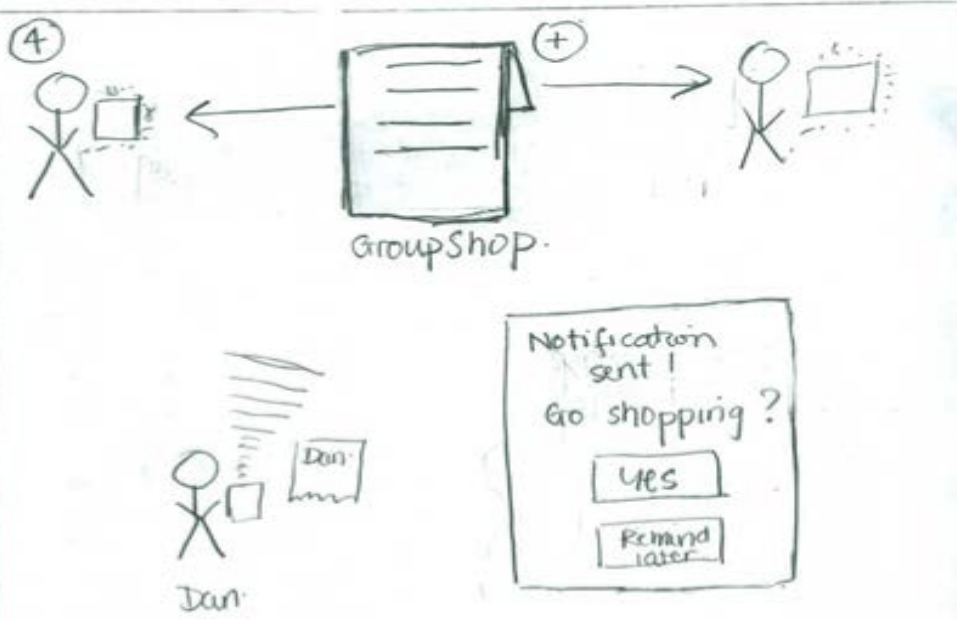 4
+
GroupShop.
Notification
sent!
Go shopping?
Yes
Remind
later
Dan.
Dan.